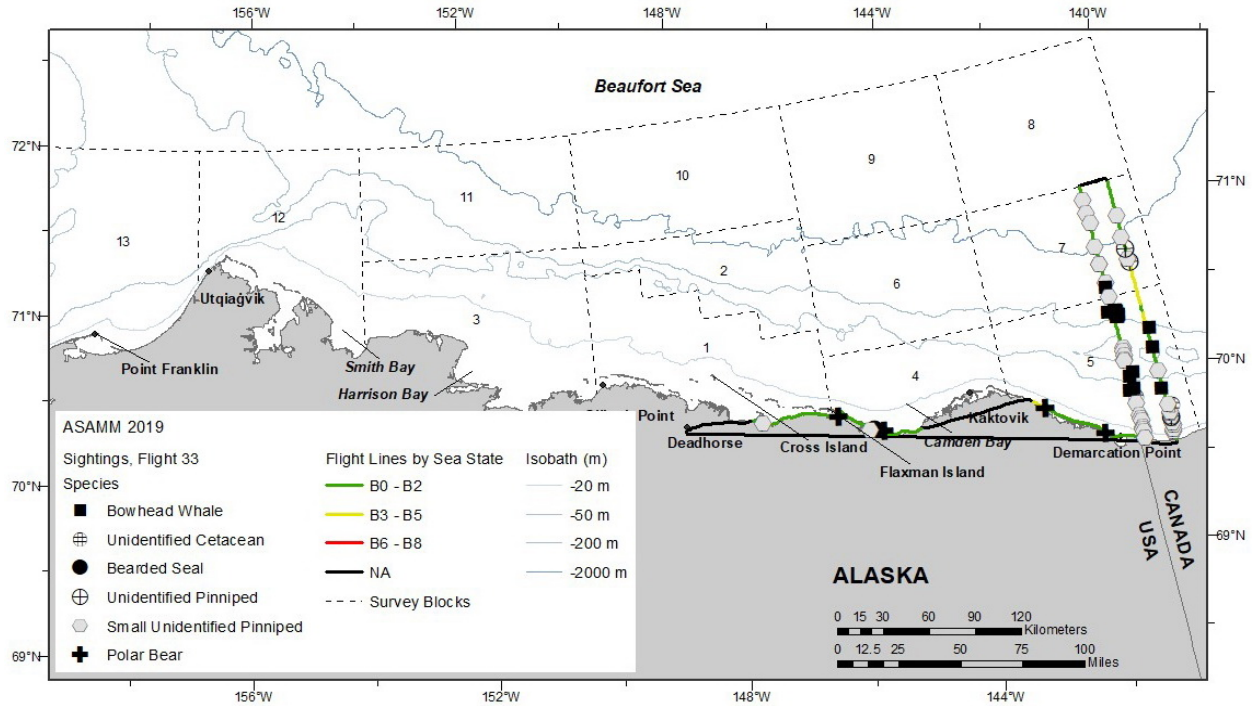 156°W 152°W 148°W 144°W 140°W
Beaufort Sea
72°N
71°N
70°N
69°N
71°N
70°N
69°N
8
9
10
11
12
13
7
2
6
3
1
5
4
Utqiaġvik
Point Franklin
Smith Bay
Harrison Bay
Point
Deadhorse
Cross Island
Flaxman Island
Camden Bay
Kaktovik
Demarcation Point
CANADA
USA
ALASKA
ASAMM 2019
Sightings, Flight 33
Species
Bowhead Whale
Unidentified Cetacean
Bearded Seal
Unidentified Pinniped
Small Unidentified Pinniped
Polar Bear
Flight Lines by Sea State
B0 - B2
B3 - B5
B6 - B8
NA
Survey Blocks
Isobath (m)
-20 m
-50 m
-200 m
-2000 m
0 15 30 60 90 120
Kilometers
0 12.5 25 50 75 100
Miles
156°W 152°W 148°W 144°W